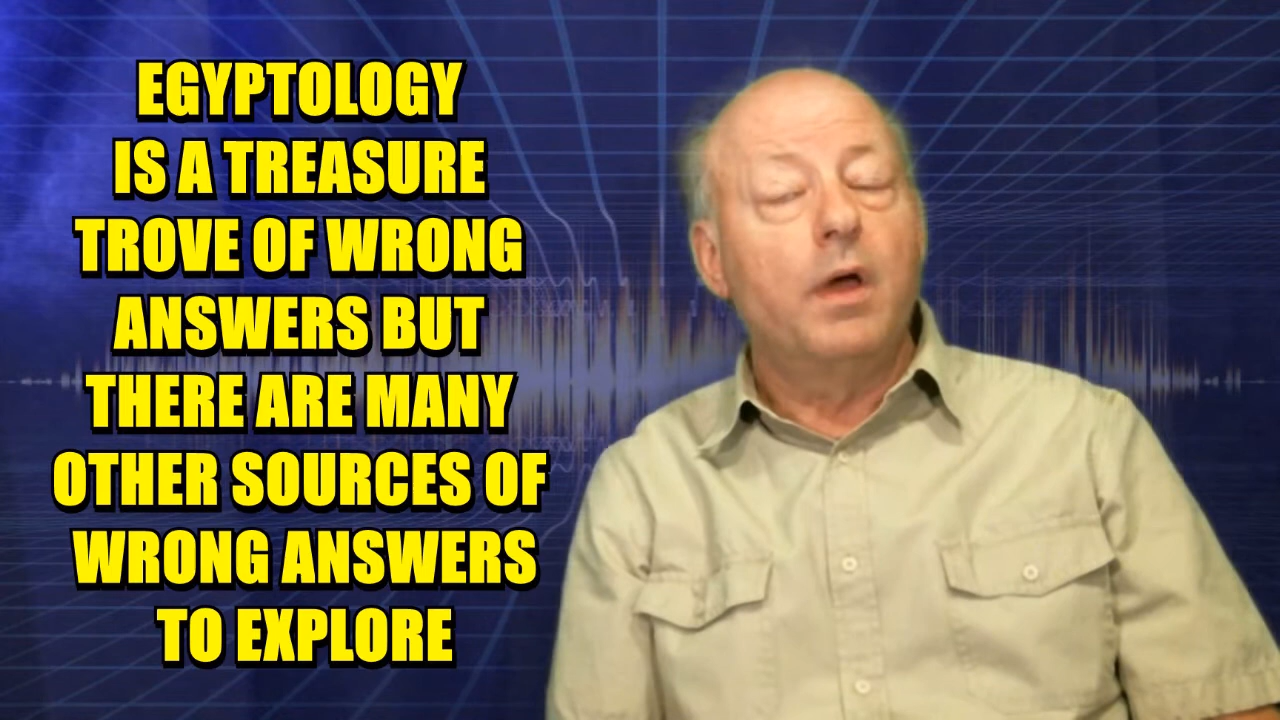 EGYPTOLOGY
IS A TREASURE
TROVE OF WRONG
ANSWERS BUT
THERE ARE MANY
OTHER SOURCES OF
WRONG ANSWERS
TO EXPLORE